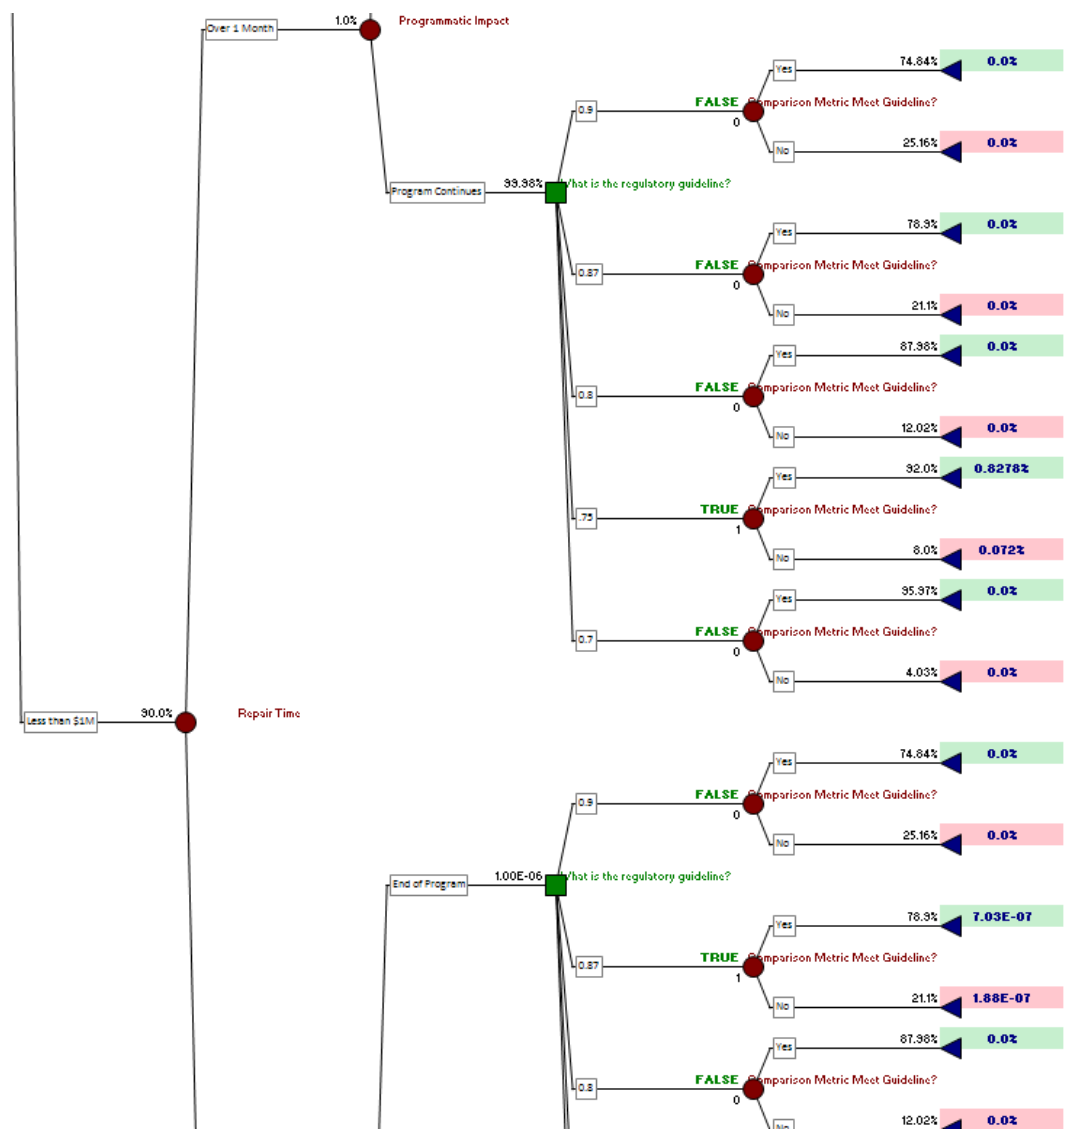 Over 1 Month
1.0%
Programmatic Impact
Yes
74.84%
0.0%
0.9
FALSE
Comparison Metric Meet Guideline?
0
No
25.16%
0.0%
Program Continues
99.98%
What is the regulatory guideline?
Yes
78.9%
0.0%
0.87
FALSE
Comparison Metric Meet Guideline?
0
No
21.1%
0.0%
Yes
87.98%
0.0%
0.8
FALSE
Comparison Metric Meet Guideline?
0
No
12.02%
0.0%
Yes
92.0%
0.8278%
.75
TRUE
Comparison Metric Meet Guideline?
1
No
8.0%
0.072%
Yes
95.97%
0.0%
0.7
FALSE
Comparison Metric Meet Guideline?
0
No
4.03%
0.0%
Less than $1M
90.0%
Repair Time
Yes
74.84%
0.0%
0.9
FALSE
Comparison Metric Meet Guideline?
0
No
25.16%
0.0%
End of Program
1.00E-06
What is the regulatory guideline?
Yes
78.9%
7.03E-07
0.87
TRUE
Comparison Metric Meet Guideline?
1
No
21.1%
1.88E-07
Yes
87.98%
0.0%
0.8
FALSE
Comparison Metric Meet Guideline?
0
No
12.02%
0.0%